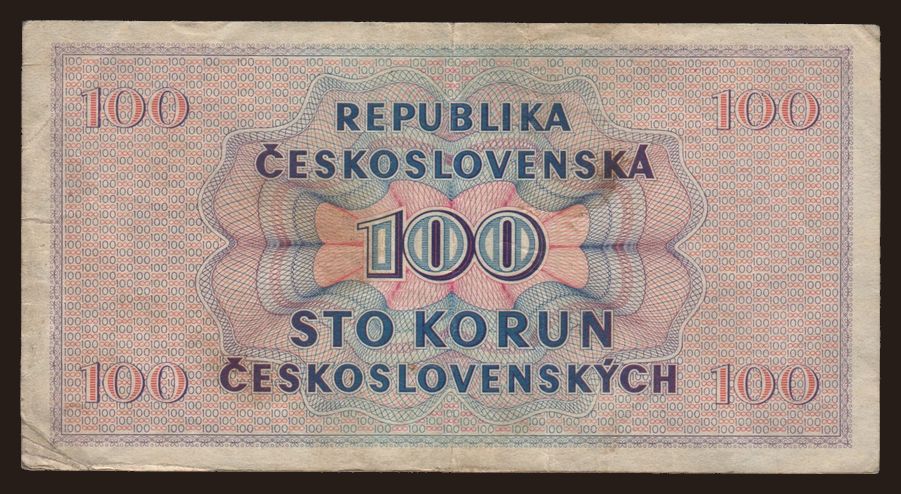 100 100
REPUBLIKA
ČESKOSLOVENSKÁ
100
STO KORUN
ČESKOSLOVENSKÝCH
100 100